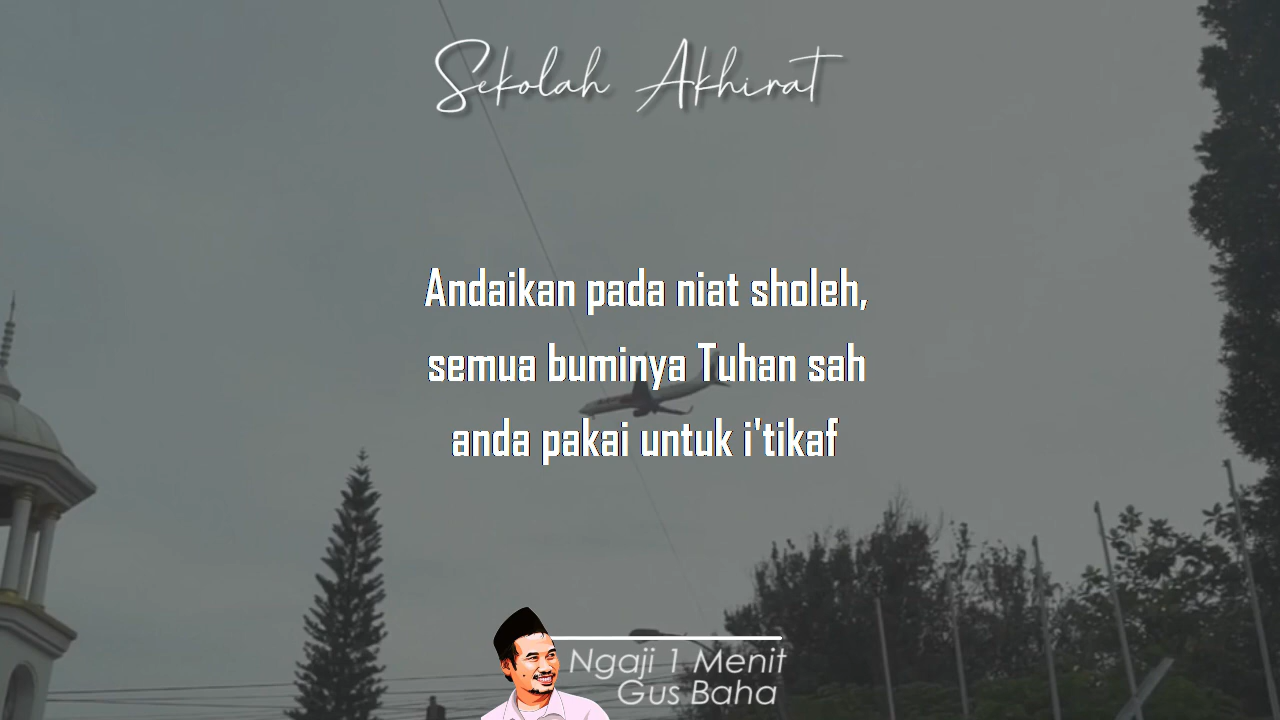 Sekolah Akhirat
Andaikan pada niat sholeh,
semua buminya Tuhan sah
anda pakai untuk i'tikaf
Ngaji 1 Menit
Gus Baha